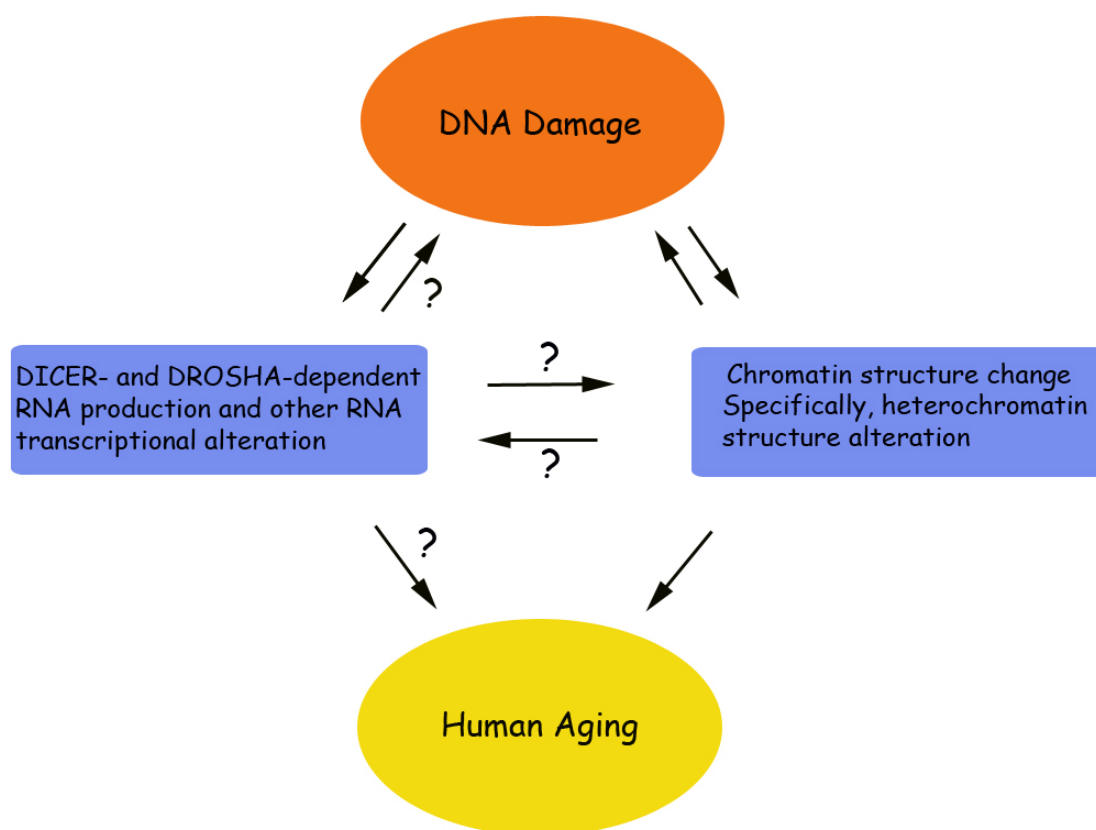 DNA Damage
?
?
DICER- and DROSHA-dependent
RNA production and other RNA
transcriptional alteration
Chromatin structure change
Specifically, heterochromatin
structure alteration
?
?
Human Aging